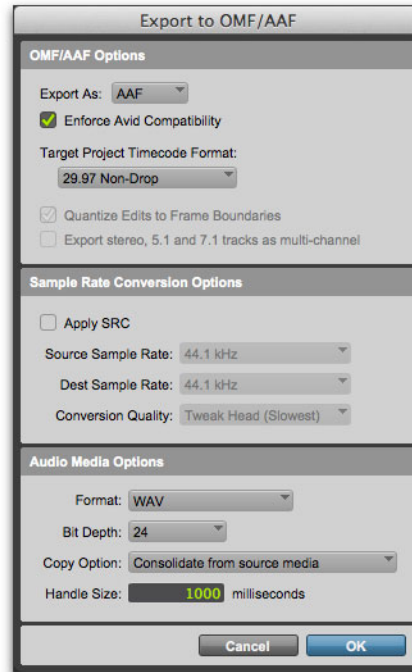 Export to OMF/AAF
OMF/AAF Options
Export As: AAF
Enforce Avid Compatibility
Target Project Timecode Format:
29.97 Non-Drop
Quantize Edits to Frame Boundaries
Export stereo, 5.1 and 7.1 tracks as multi-channel
Sample Rate Conversion Options
Apply SRC
Source Sample Rate: 44.1 kHz
Dest Sample Rate: 44.1 kHz
Conversion Quality: Tweak Head (Slowest)
Audio Media Options
Format: WAV
Bit Depth: 24
Copy Option: Consolidate from source media
Handle Size: 1000 milliseconds
Cancel OK